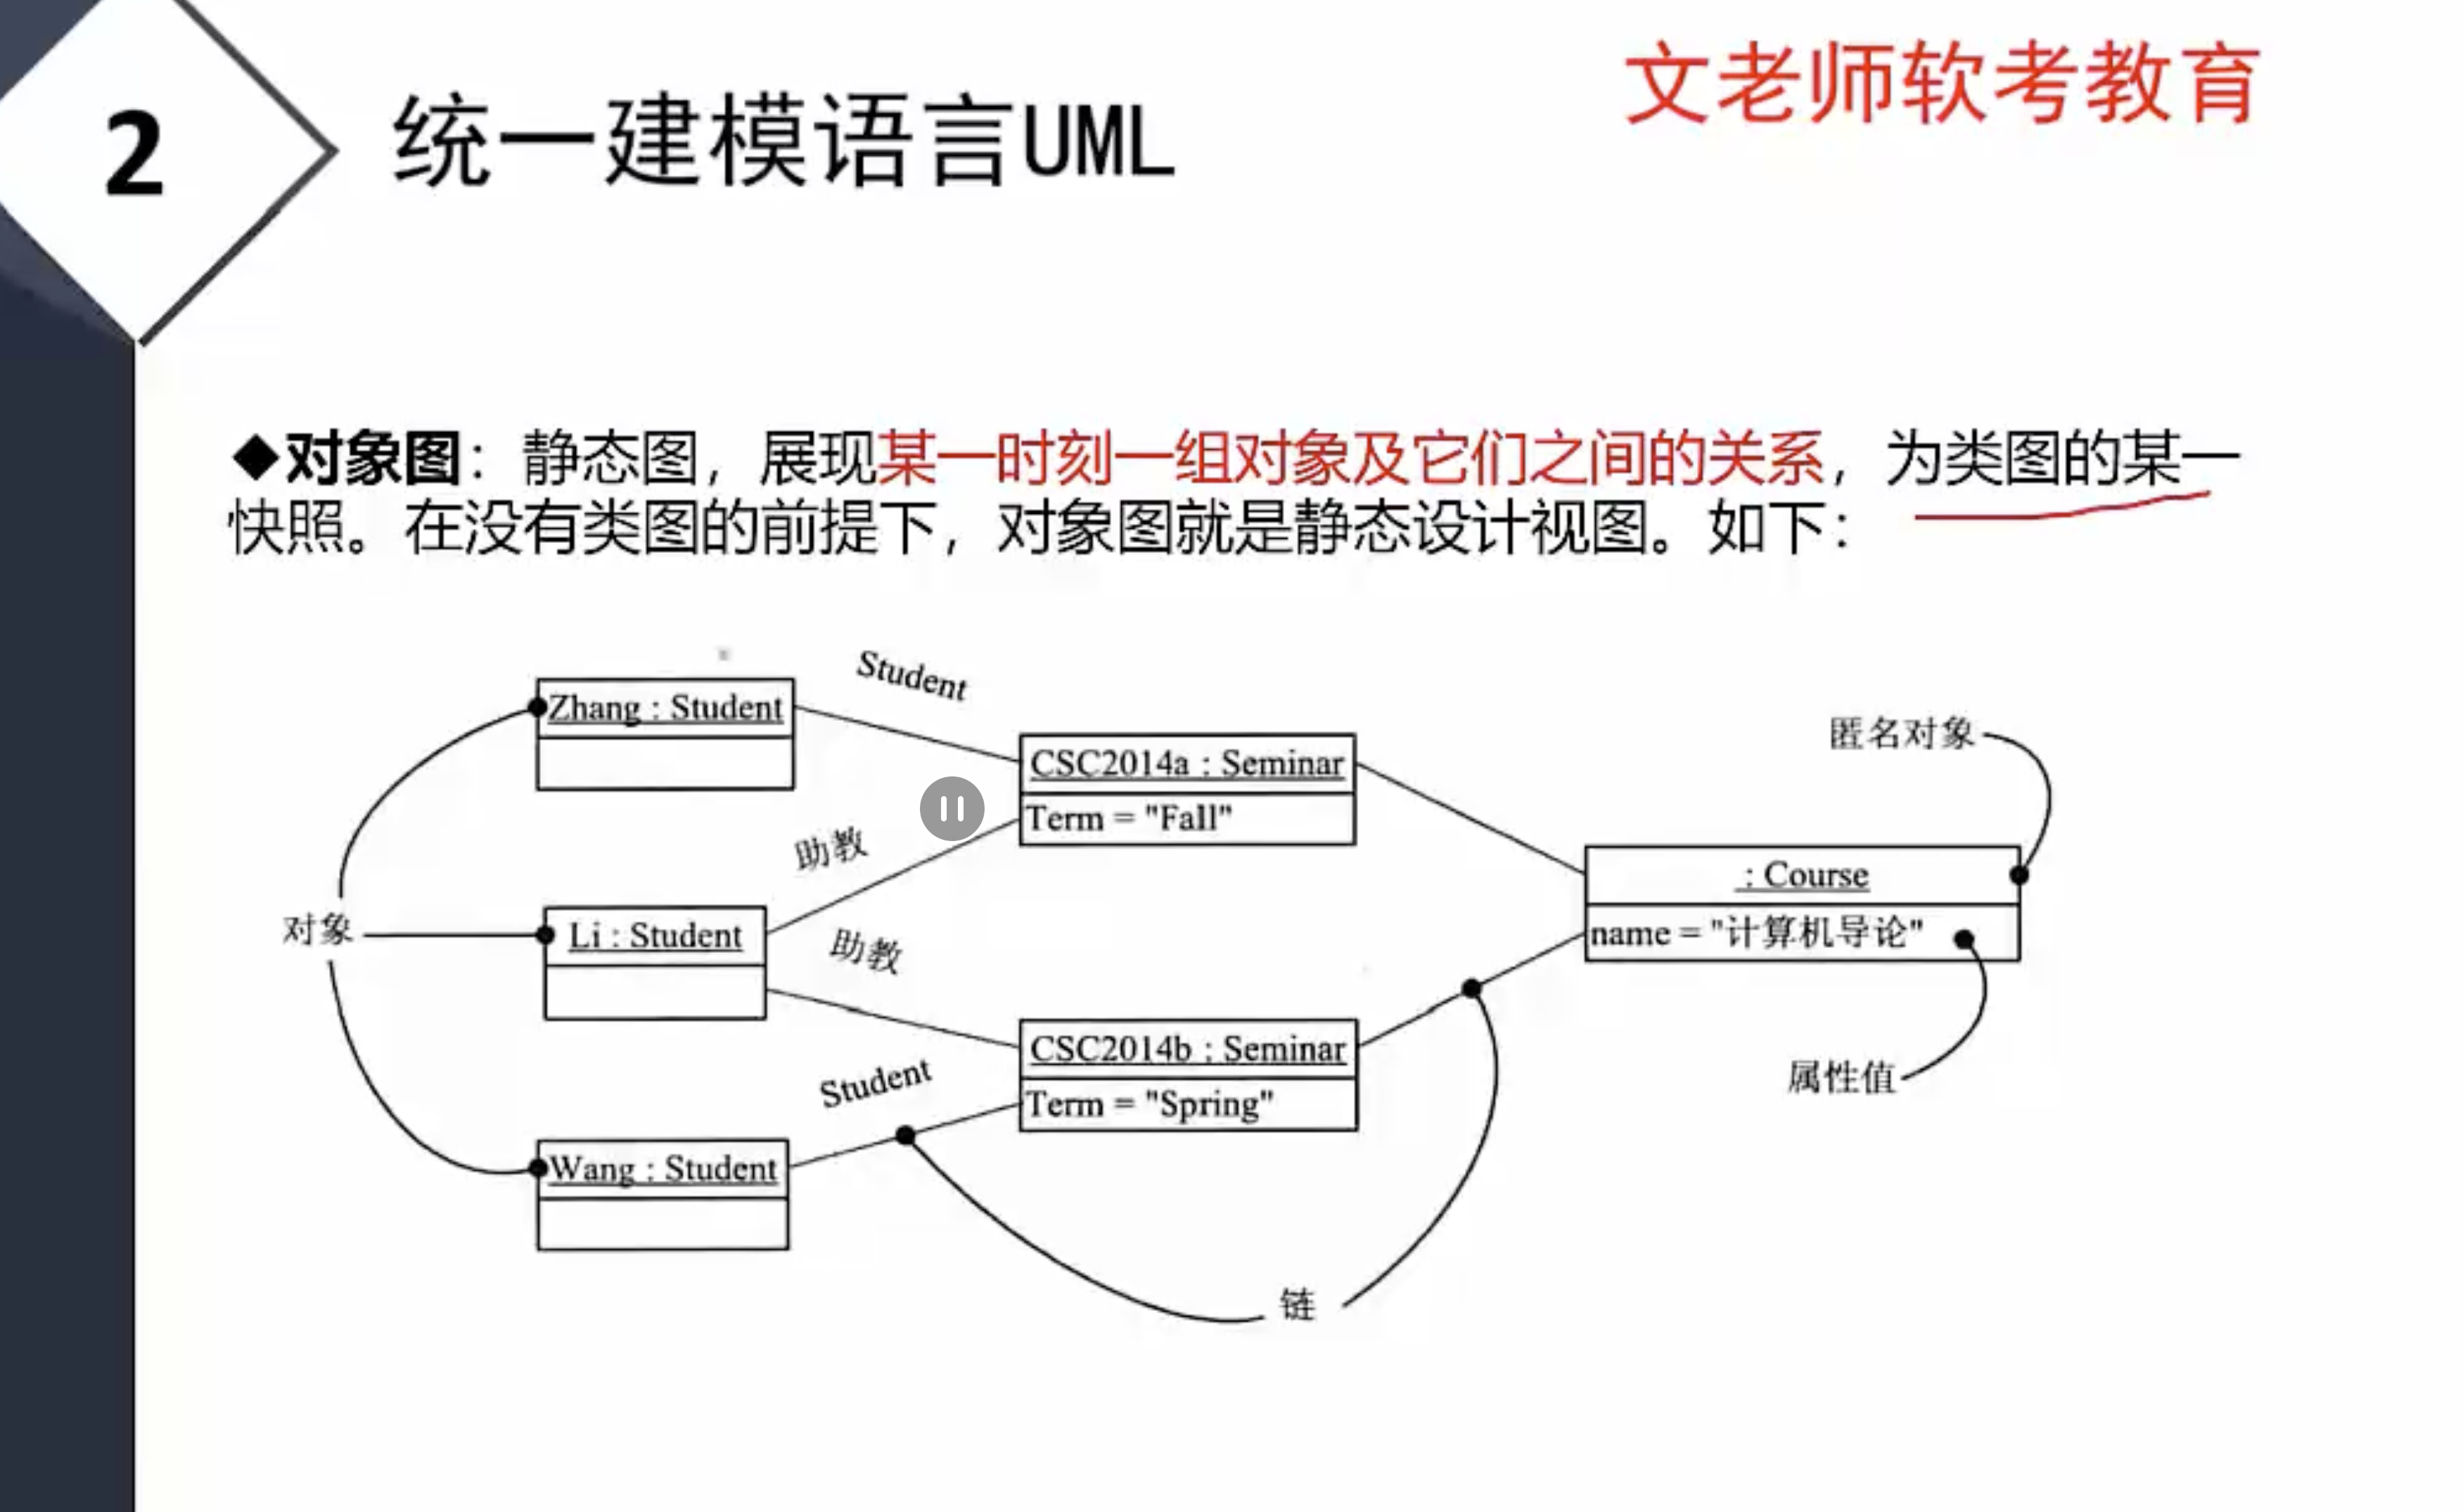 文老师软考教育
2
统一建模语言UML
◆对象图：静态图，展现某一时刻一组对象及它们之间的关系，为类图的某一
快照。在没有类图的前提下，对象图就是静态设计视图。如下：
Student
Zhang : Student
CSC2014a : Seminar
Term = "Fall"
匿名对象
助教
: Course
name = "计算机导论"
对象
Li : Student
助教
CSC2014b : Seminar
Term = "Spring"
属性值
Student
Wang : Student
链